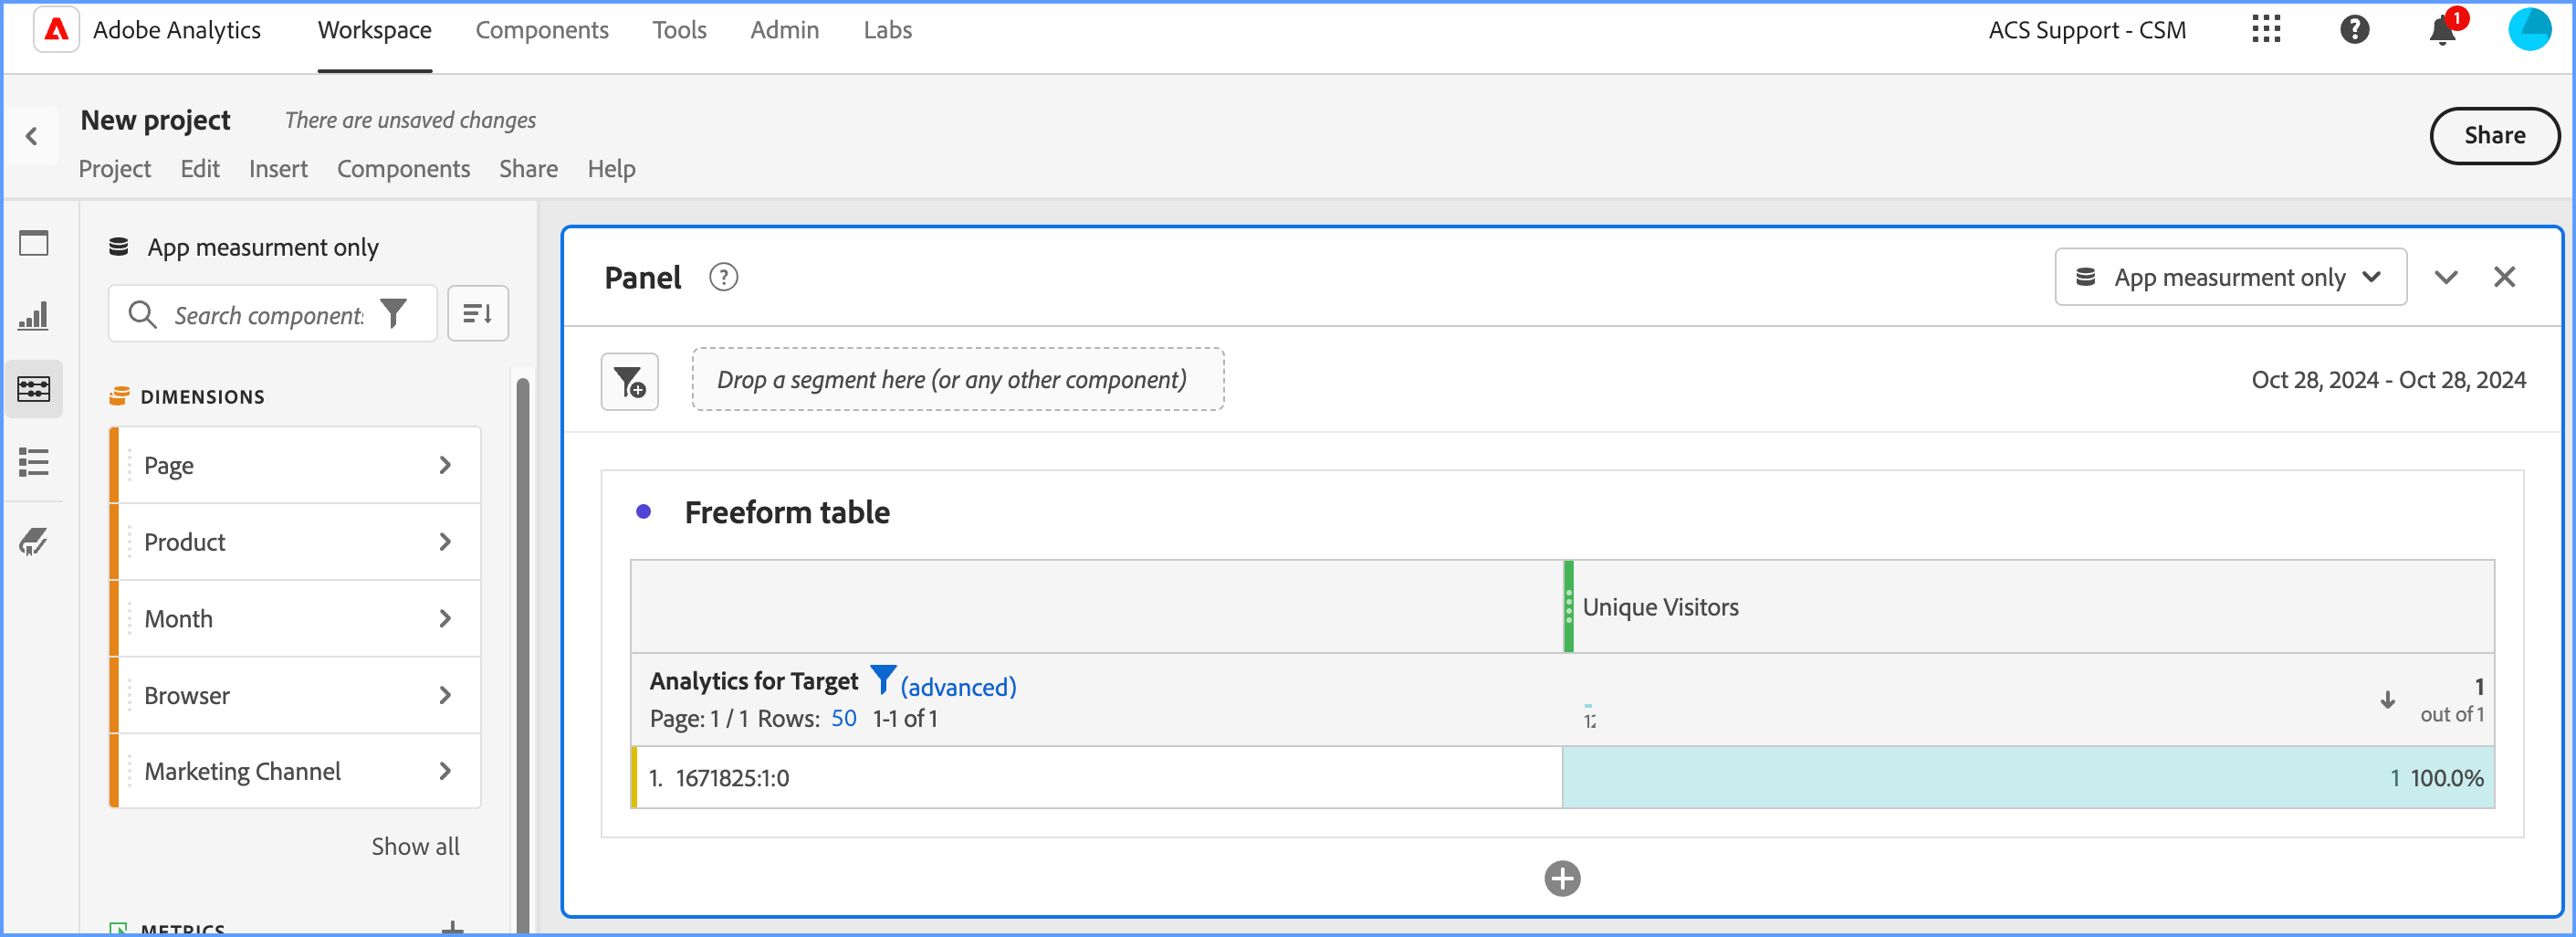 Adobe Analytics Workspace Components Tools Admin Labs ACS Support - CSM 1
New project There are unsaved changes
Share
Project Edit Insert Components Share Help
App measurment only
Search component
DIMENSIONS
Page
Product
Month
Browser
Marketing Channel
Show all
METRICS
Panel ? App measurment only
Drop a segment here (or any other component) Oct 28, 2024 - Oct 28, 2024
Freeform table
Unique Visitors
Analytics for Target (advanced) 1
Page: 1 / 1 Rows: 50 1-1 of 1 out of 1
1. 1671825:1:0 1 100.0%